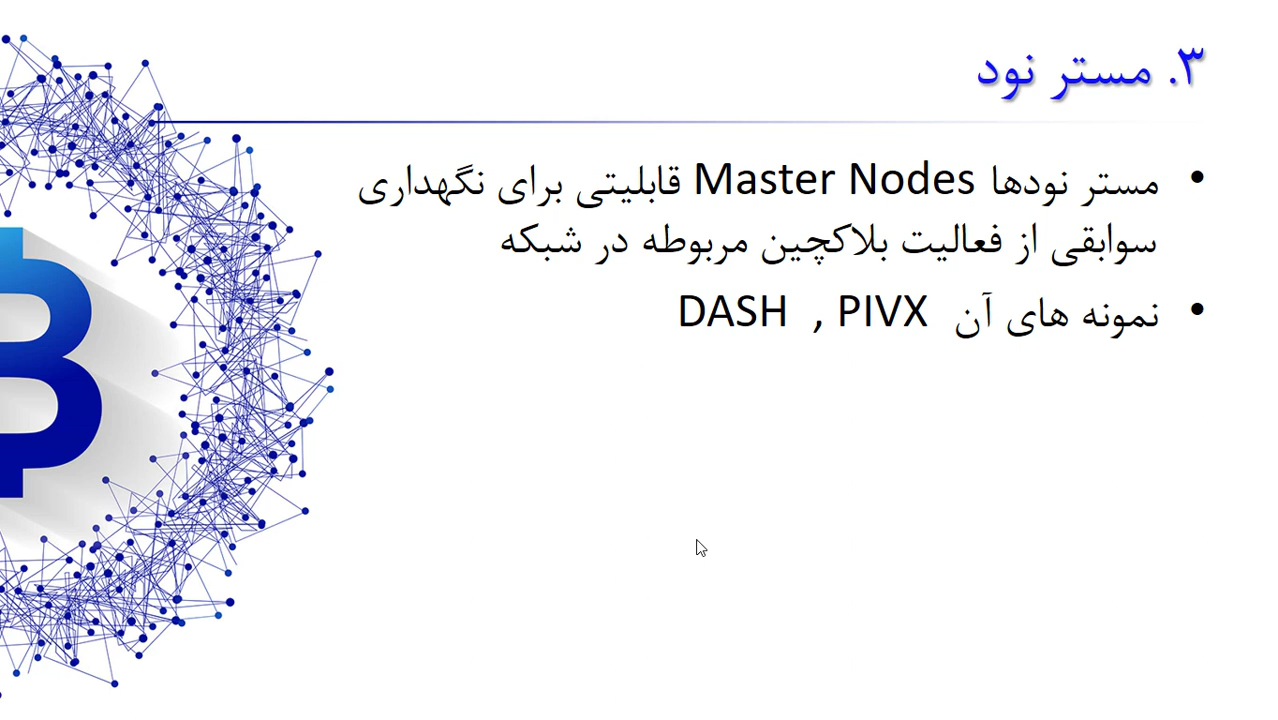 ۳. مستر نود
• مستر نودها Master Nodes قابلیتی برای نگهداری
سوابقی از فعالیت بلاکچین مربوطه در شبکه
• نمونه های آن DASH , PIVX